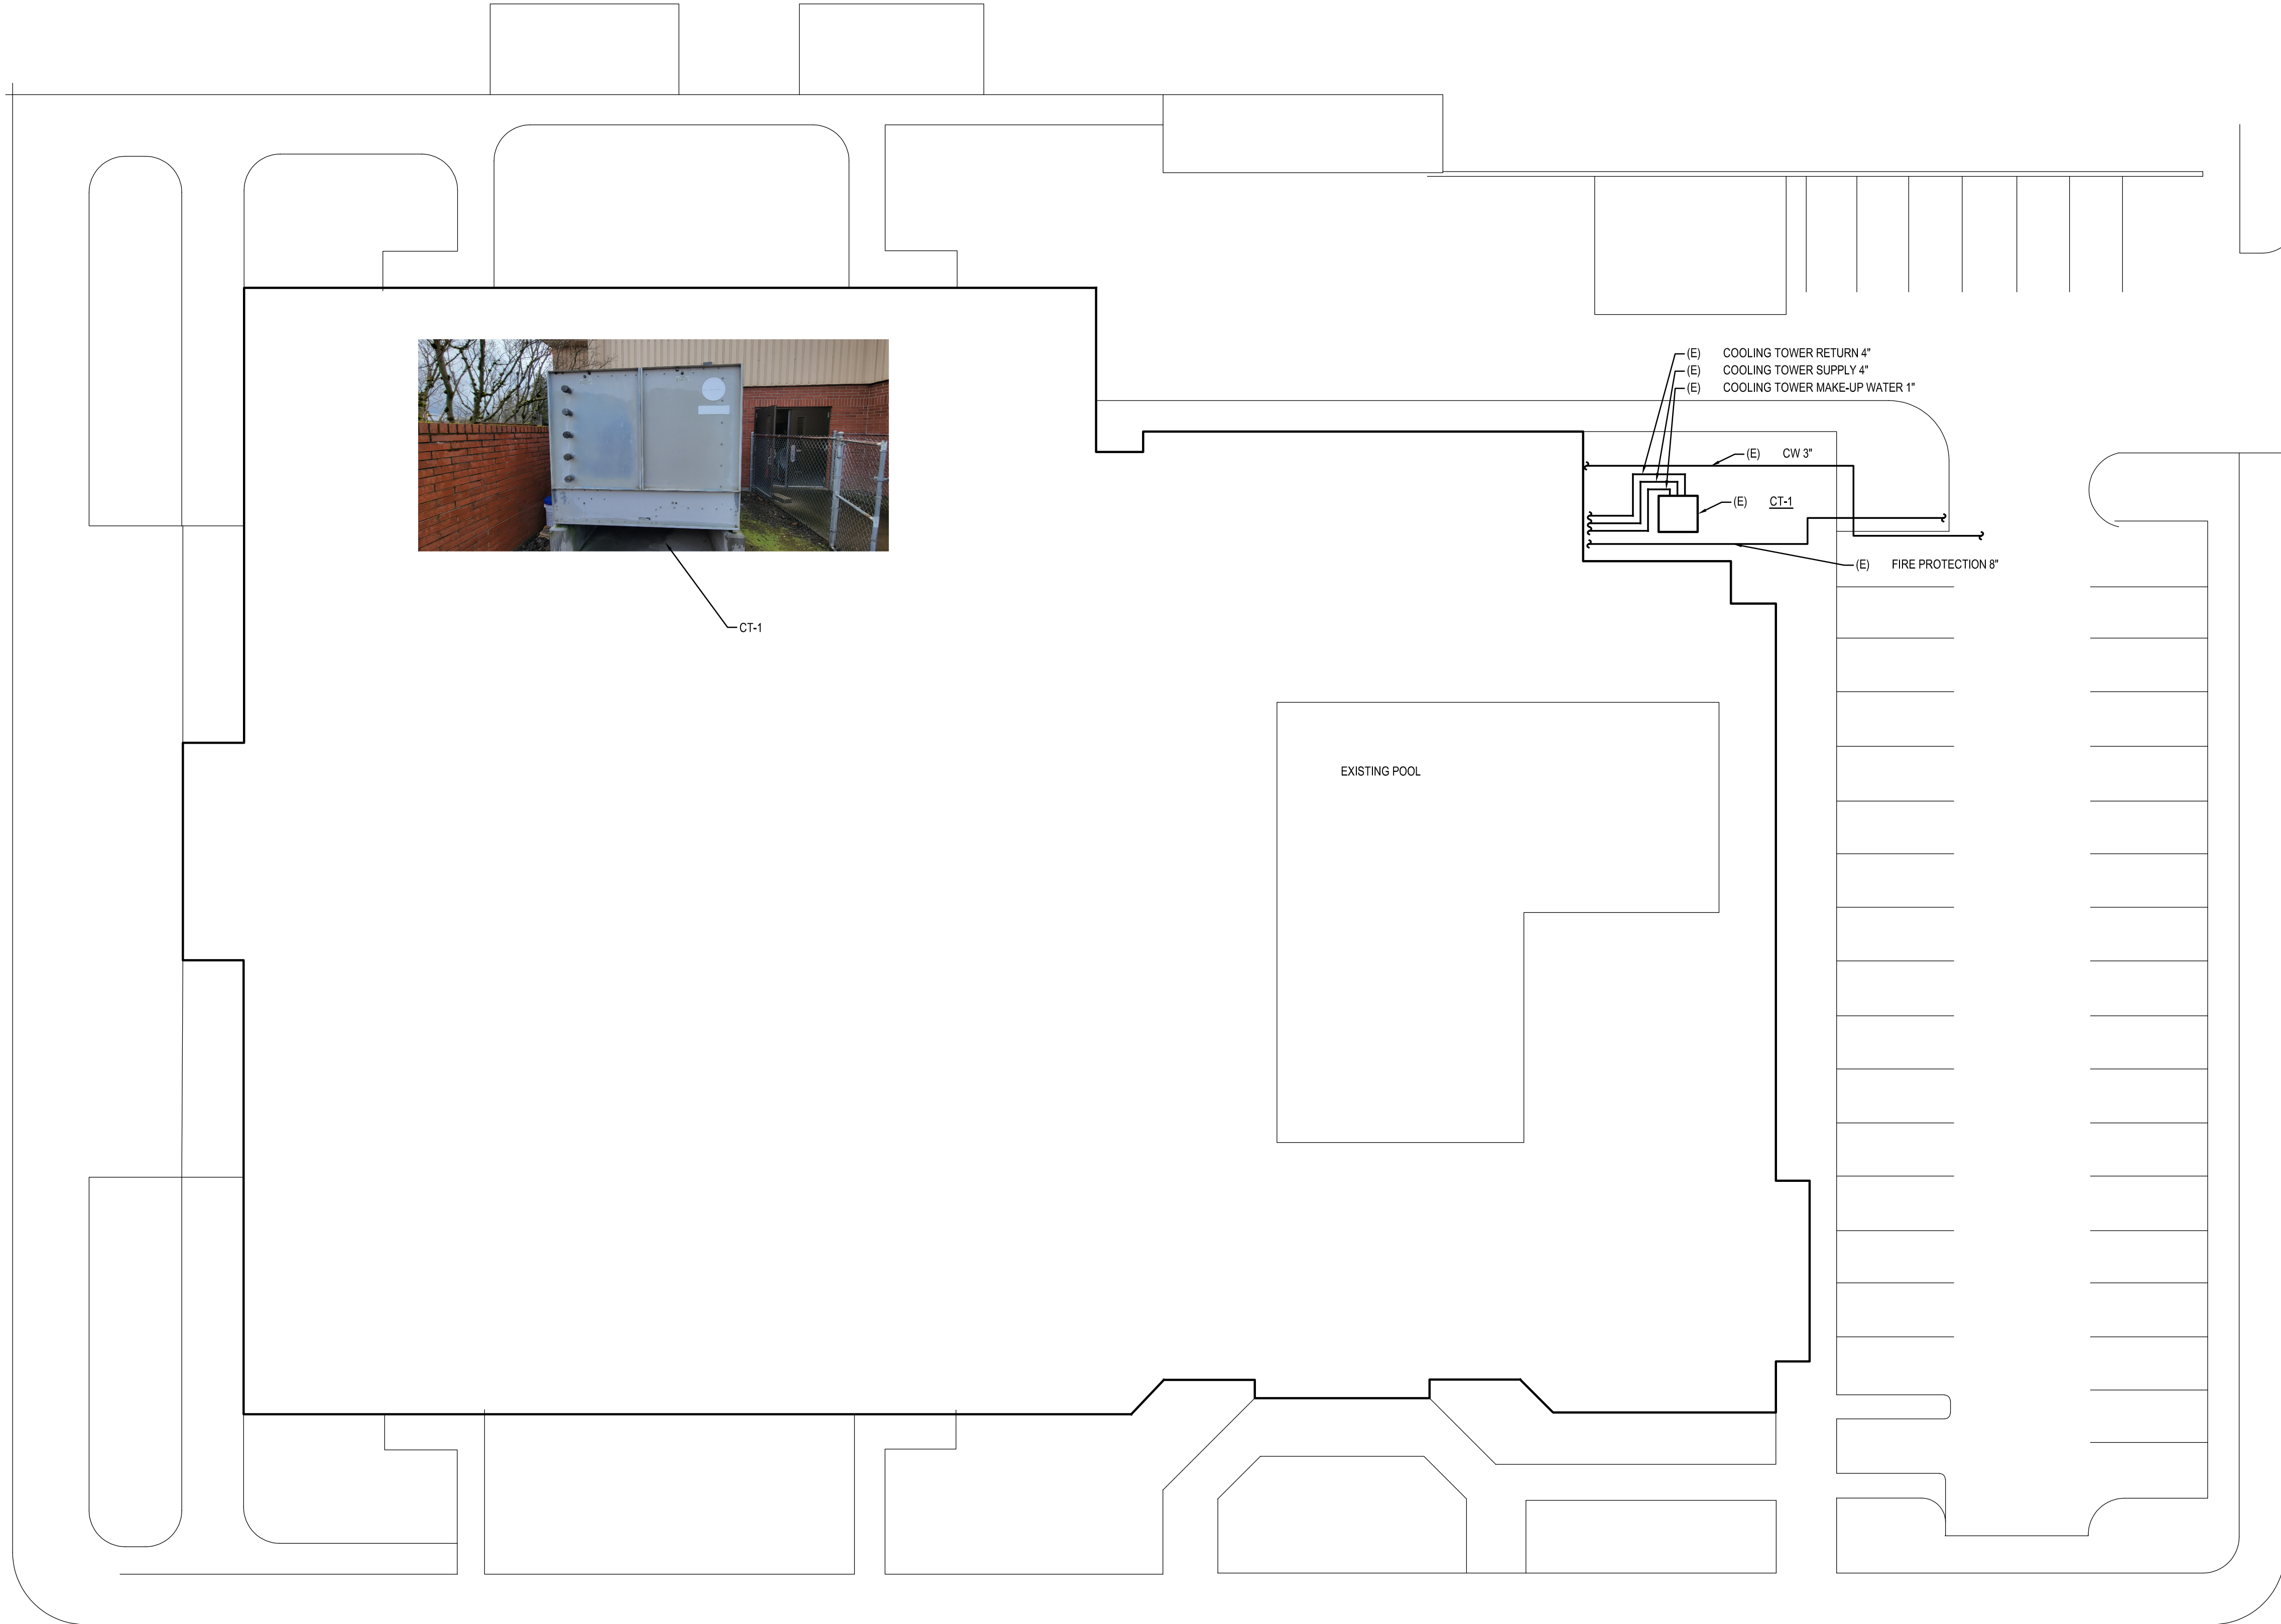 (E) COOLING TOWER RETURN 4"
(E) COOLING TOWER SUPPLY 4"
(E) COOLING TOWER MAKE-UP WATER 1"
(E) CW 3"
(E) CT-1
(E) FIRE PROTECTION 8"
CT-1
EXISTING POOL